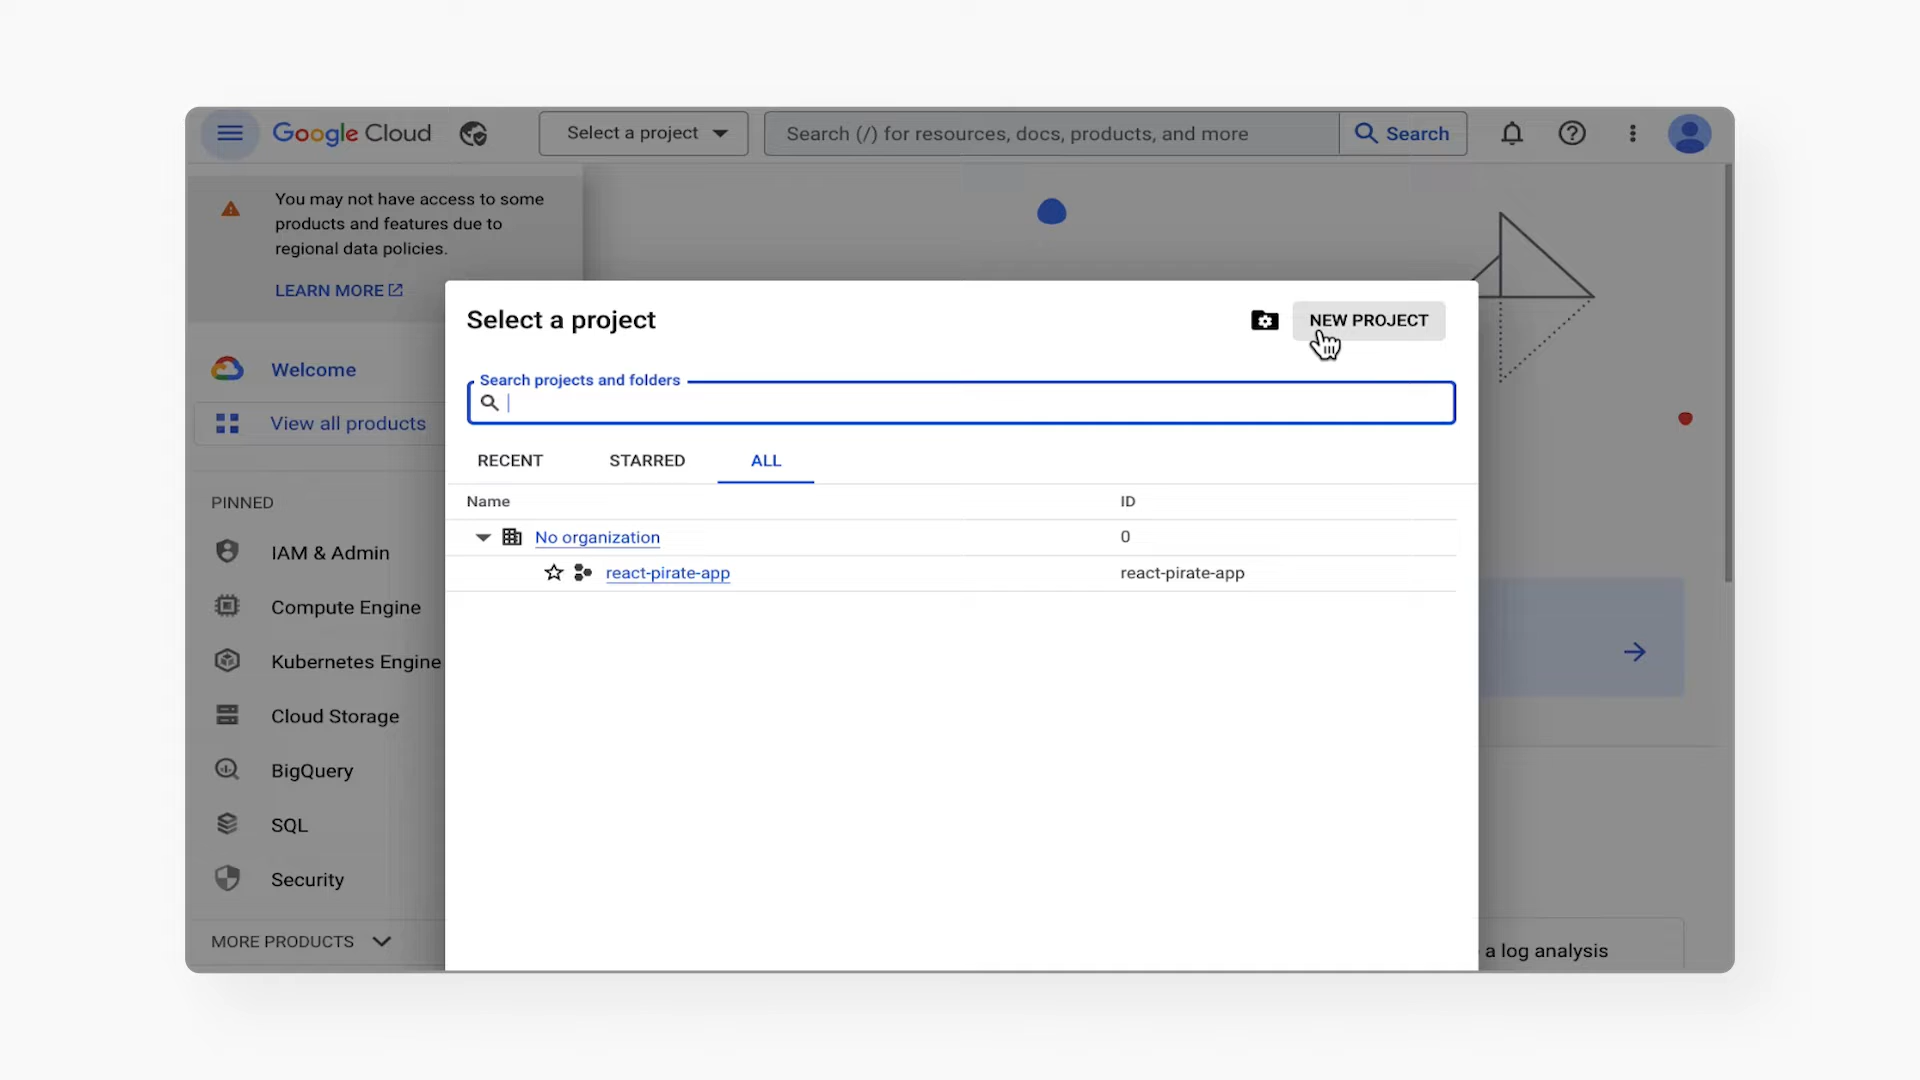 Google Cloud
Select a project
Search (/) for resources, docs, products, and more
Search
You may not have access to some
products and features due to
regional data policies.
LEARN MORE
Welcome
View all products
PINNED
IAM & Admin
Compute Engine
Kubernetes Engine
Cloud Storage
BigQuery
SQL
Security
MORE PRODUCTS
Select a project
NEW PROJECT
Search projects and folders
RECENT STARRED ALL
Name ID
No organization 0
react-pirate-app react-pirate-app
a log analysis